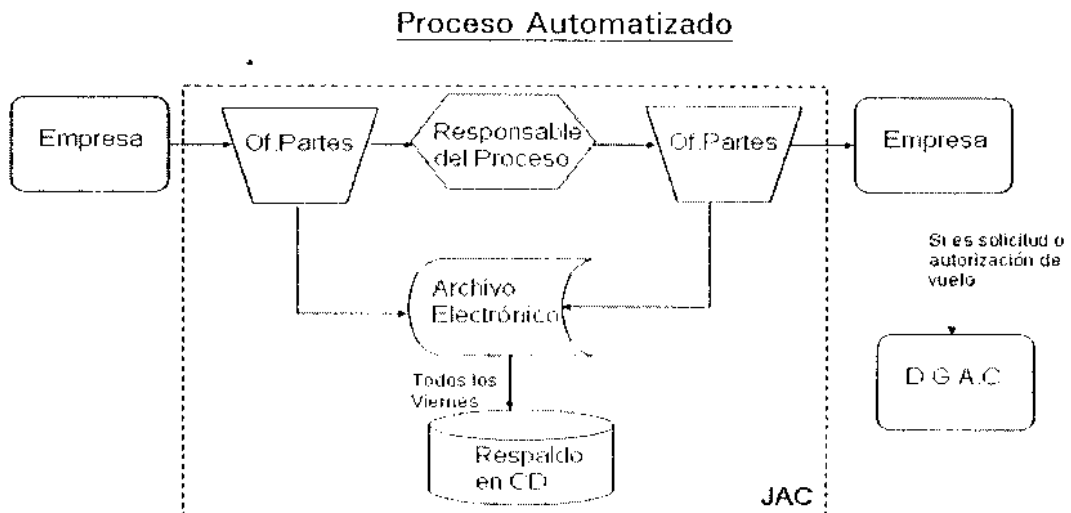 Proceso Automatizado
Empresa
Of.Partes
Responsable
del Proceso
Of.Partes
Empresa
Si es solicitud o
autorización de
vuelo
Archivo
Electrónico
D G A.C
Todos los
Viernes
Respaldo
en CD
JAC